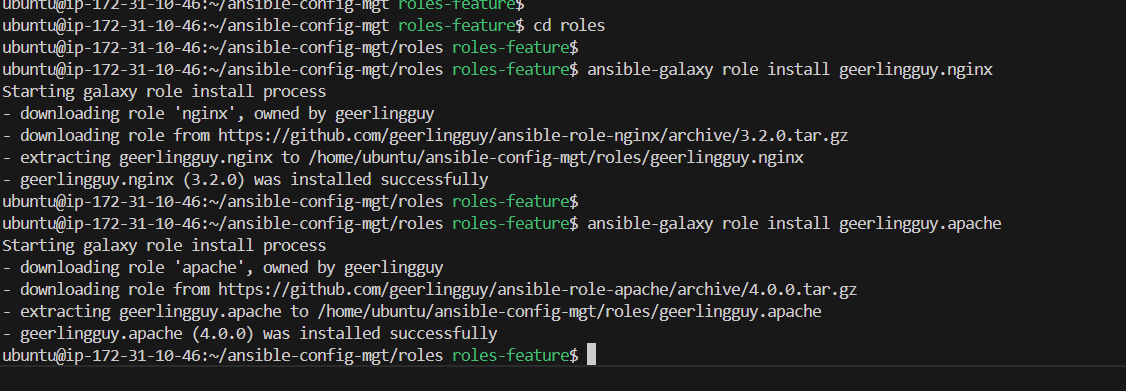 ubuntu@ip-172-31-10-46:~/ansible-config-mgt roles-feature$
ubuntu@ip-172-31-10-46:~/ansible-config-mgt roles-feature$ cd roles
ubuntu@ip-172-31-10-46:~/ansible-config-mgt/roles roles-feature$
ubuntu@ip-172-31-10-46:~/ansible-config-mgt/roles roles-feature$ ansible-galaxy role install geerlingguy.nginx
Starting galaxy role install process
- downloading role 'nginx', owned by geerlingguy
- downloading role from https://github.com/geerlingguy/ansible-role-nginx/archive/3.2.0.tar.gz
- extracting geerlingguy.nginx to /home/ubuntu/ansible-config-mgt/roles/geerlingguy.nginx
- geerlingguy.nginx (3.2.0) was installed successfully
ubuntu@ip-172-31-10-46:~/ansible-config-mgt/roles roles-feature$
ubuntu@ip-172-31-10-46:~/ansible-config-mgt/roles roles-feature$ ansible-galaxy role install geerlingguy.apache
Starting galaxy role install process
- downloading role 'apache', owned by geerlingguy
- downloading role from https://github.com/geerlingguy/ansible-role-apache/archive/4.0.0.tar.gz
- extracting geerlingguy.apache to /home/ubuntu/ansible-config-mgt/roles/geerlingguy.apache
- geerlingguy.apache (4.0.0) was installed successfully
ubuntu@ip-172-31-10-46:~/ansible-config-mgt/roles roles-feature$